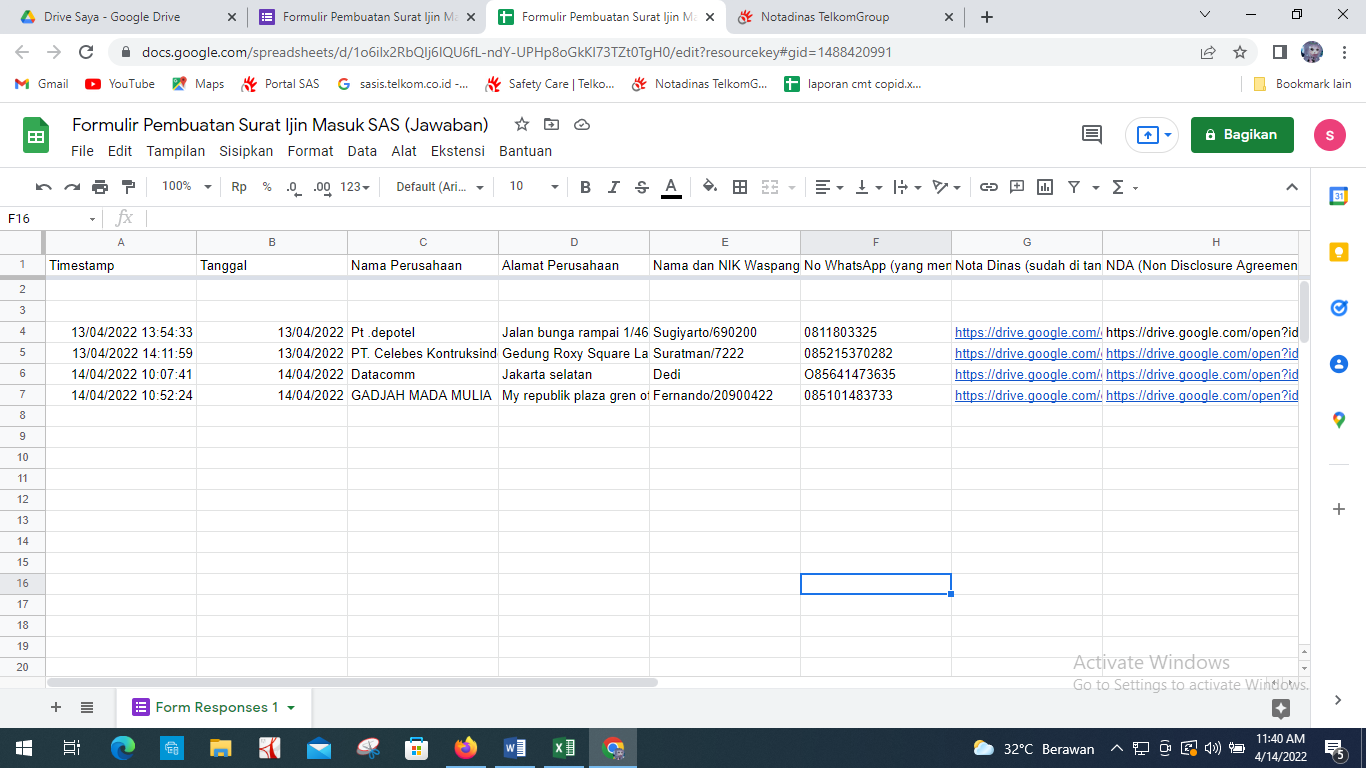 Drive Saya - Google Drive
Formulir Pembuatan Surat Ijin Ma
Formulir Pembuatan Surat Ijin Ma
Notadinas TelkomGroup
docs.google.com/spreadsheets/d/1o6iIx2RbQIj6IQU6fL-ndY-UPHp8oGkKI73TZt0TgH0/edit?resourcekey#gid=1488420991
Gmail YouTube Maps Portal SAS sasis.telkom.co.id -... Safety Care | Telko... Notadinas TelkomG... laporan cmt copid.x... Bookmark lain
Formulir Pembuatan Surat Ijin Masuk SAS (Jawaban)
File Edit Tampilan Sisipkan Format Data Alat Ekstensi Bantuan
Bagikan
S
100% Rp % .0 .00 123 Default (Ari... 10 B I S A Σ
31
F16 fx
A B C D E F G H
1 Timestamp Tanggal Nama Perusahaan Alamat Perusahaan Nama dan NIK Waspang No WhatsApp (yang men Nota Dinas (sudah di tan NDA (Non Disclosure Agreemen
2
3
4 13/04/2022 13:54:33 13/04/2022 Pt .depotel Jalan bunga rampai 1/46 Sugiyarto/690200 0811803325 https://drive.google.com/ https://drive.google.com/open?id
5 13/04/2022 14:11:59 13/04/2022 PT. Celebes Kontruksind Gedung Roxy Square La Suratman/7222 085215370282 https://drive.google.com/ https://drive.google.com/open?id
6 14/04/2022 10:07:41 14/04/2022 Datacomm Jakarta selatan Dedi O85641473635 https://drive.google.com/ https://drive.google.com/open?id
7 14/04/2022 10:52:24 14/04/2022 GADJAH MADA MULIA My republik plaza gren of Fernando/20900422 085101483733 https://drive.google.com/ https://drive.google.com/open?id
8
9
10
11
12
13
14
15
16
17
18
19
20
Activate Windows
Go to Settings to activate Windows.
Form Responses 1
32°C Berawan
11:40 AM
4/14/2022
5